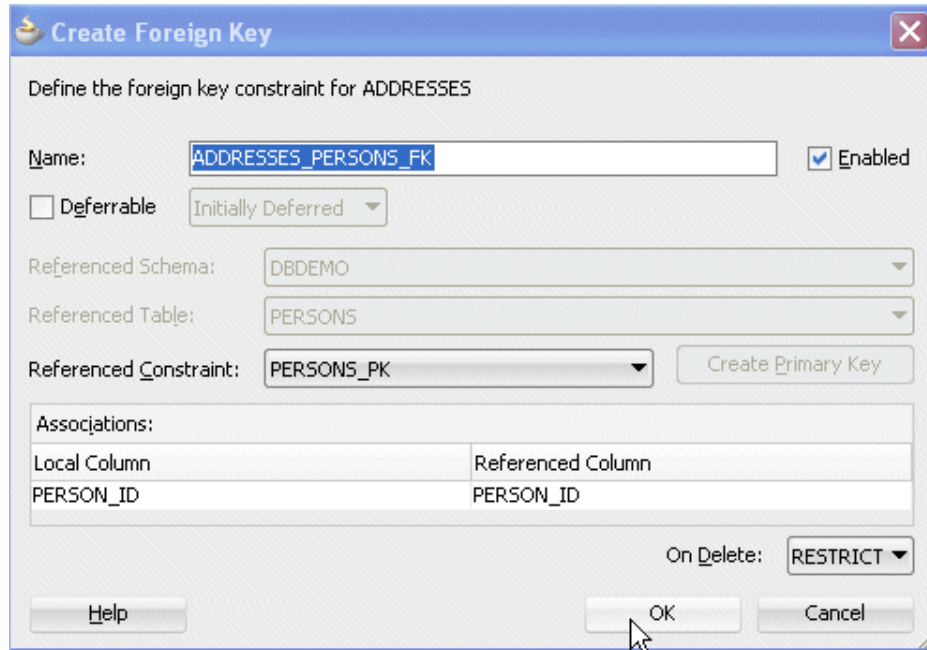 Create Foreign Key
Define the foreign key constraint for ADDRESSES
Name: ADDRESSES_PERSONS_FK Enabled
Deferrable Initially Deferred
Referenced Schema: DBDEMO
Referenced Table: PERSONS
Referenced Constraint: PERSONS_PK Create Primary Key
Associations:
Local Column Referenced Column
PERSON_ID PERSON_ID
On Delete: RESTRICT
Help OK Cancel